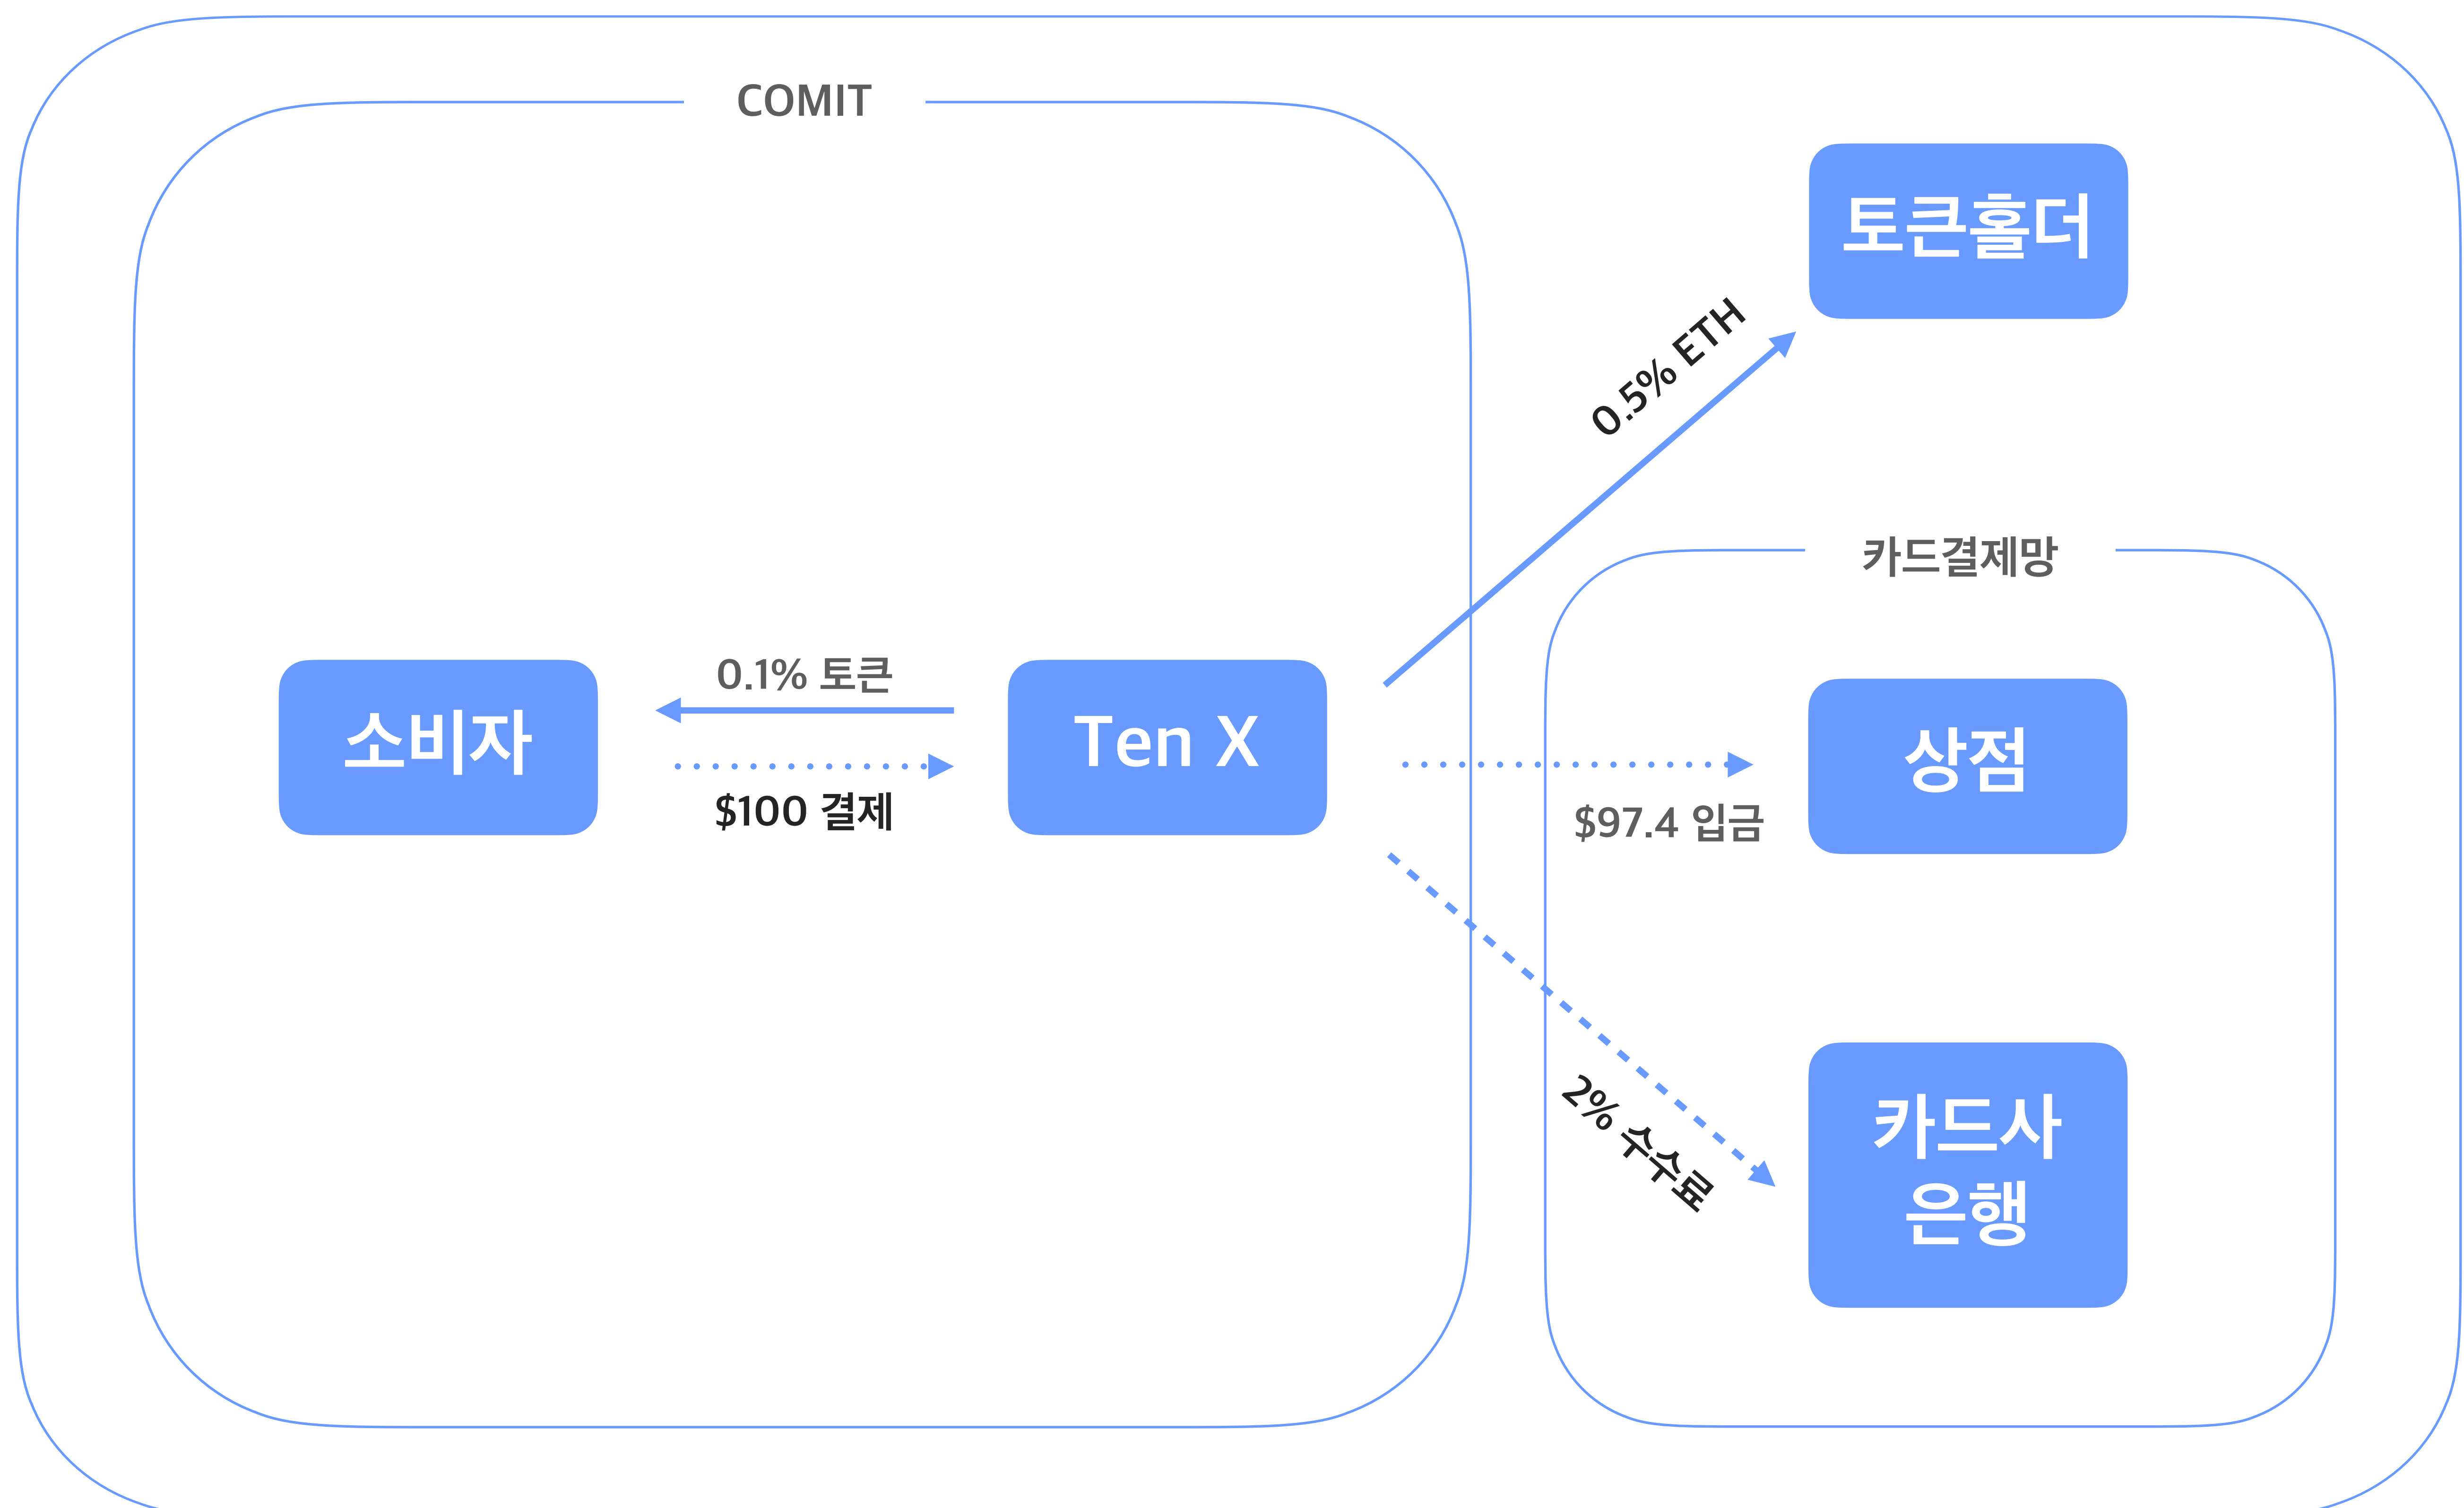 COMIT
토큰홀더
0.5% ETH
카드결제망
0.1% 토큰
소비자
Ten X
상점
$100 결제
$97.4 입금
2% 수수료
카드사
은행